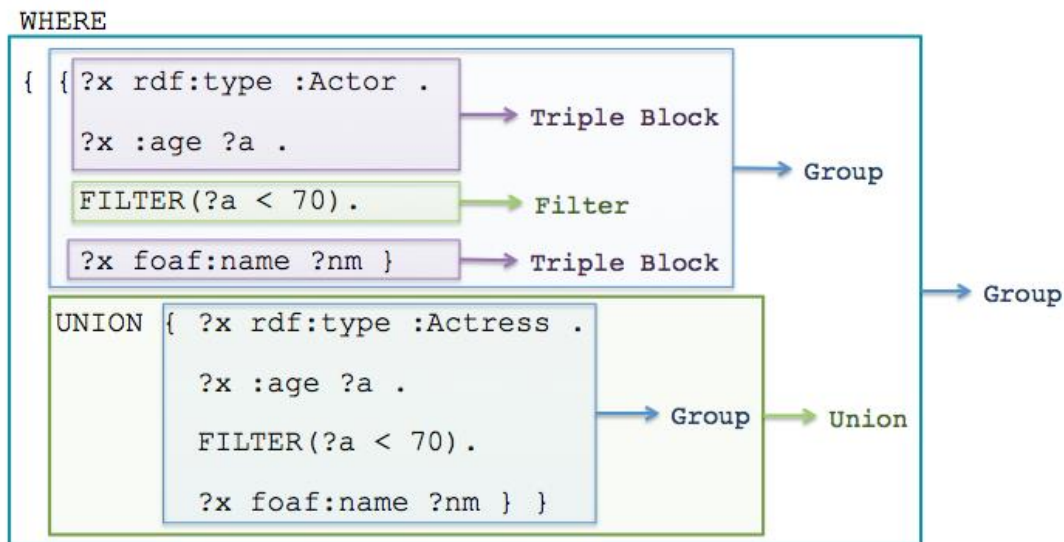 WHERE
{ { ?x rdf:type :Actor .
?x :age ?a .
Triple Block
FILTER(?a < 70).
Filter
?x foaf:name ?nm }
Triple Block
Group
UNION { ?x rdf:type :Actress .
?x :age ?a .
FILTER(?a < 70).
?x foaf:name ?nm } }
Group
Union
Group